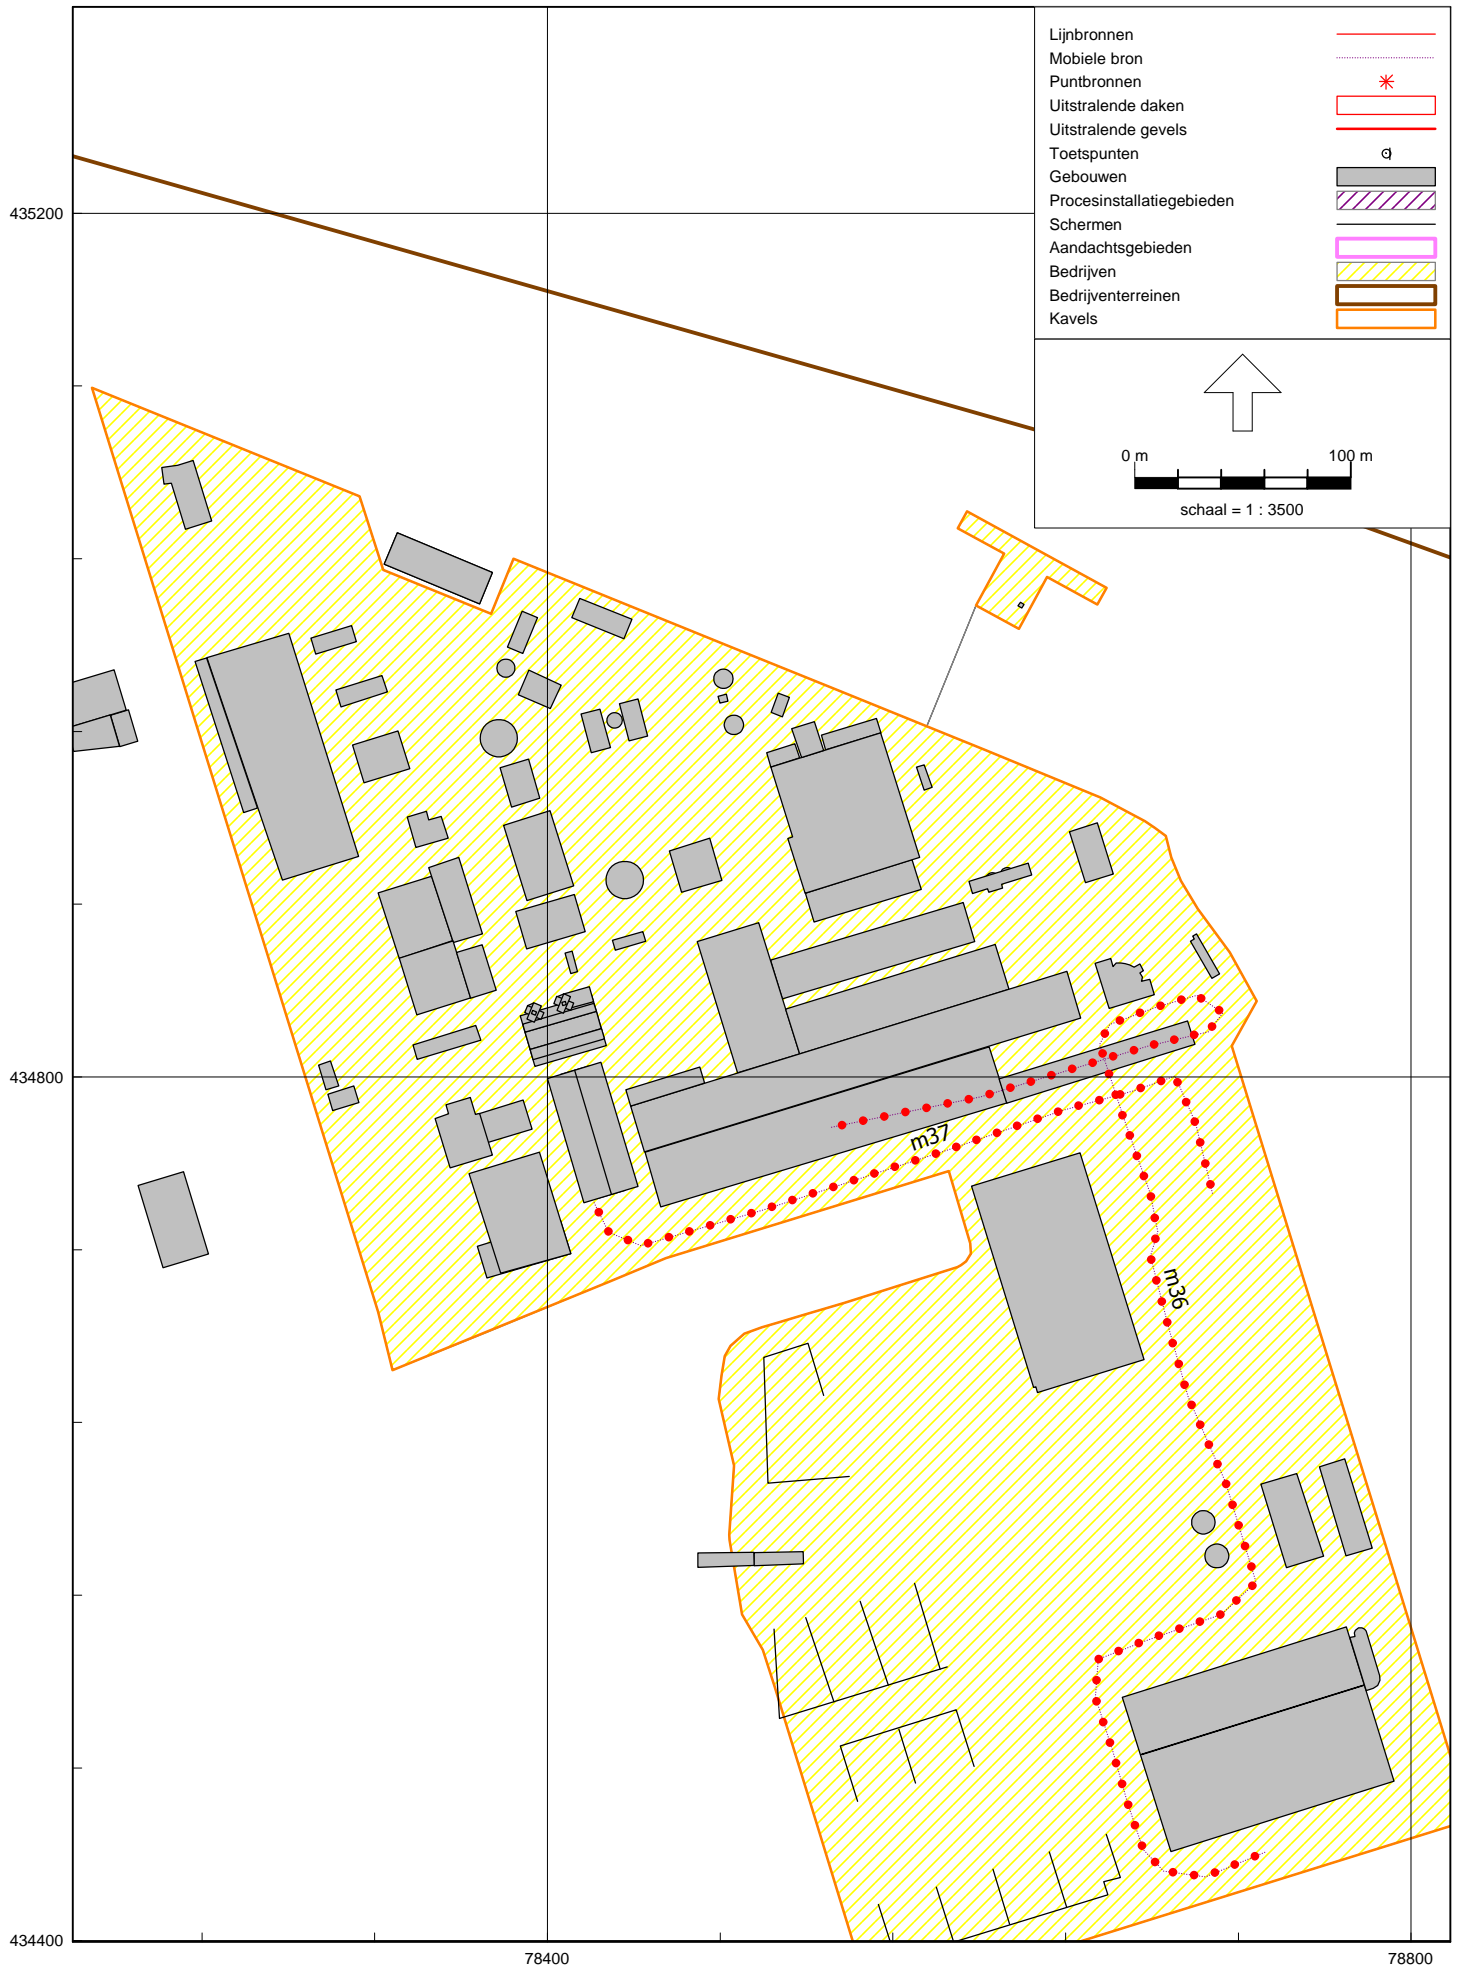 Lijnbronnen
Mobiele bron
Puntbronnen
Uitstralende daken
Uitstralende gevels
Toetspunten
Gebouwen
Procesinstallatiegebieden
Schermen
Aandachtsgebieden
Bedrijven
Bedrijventerreinen
Kavels
0 m 100 m
schaal = 1 : 3500
435200
434800
m37
m36
434400
78400 78800